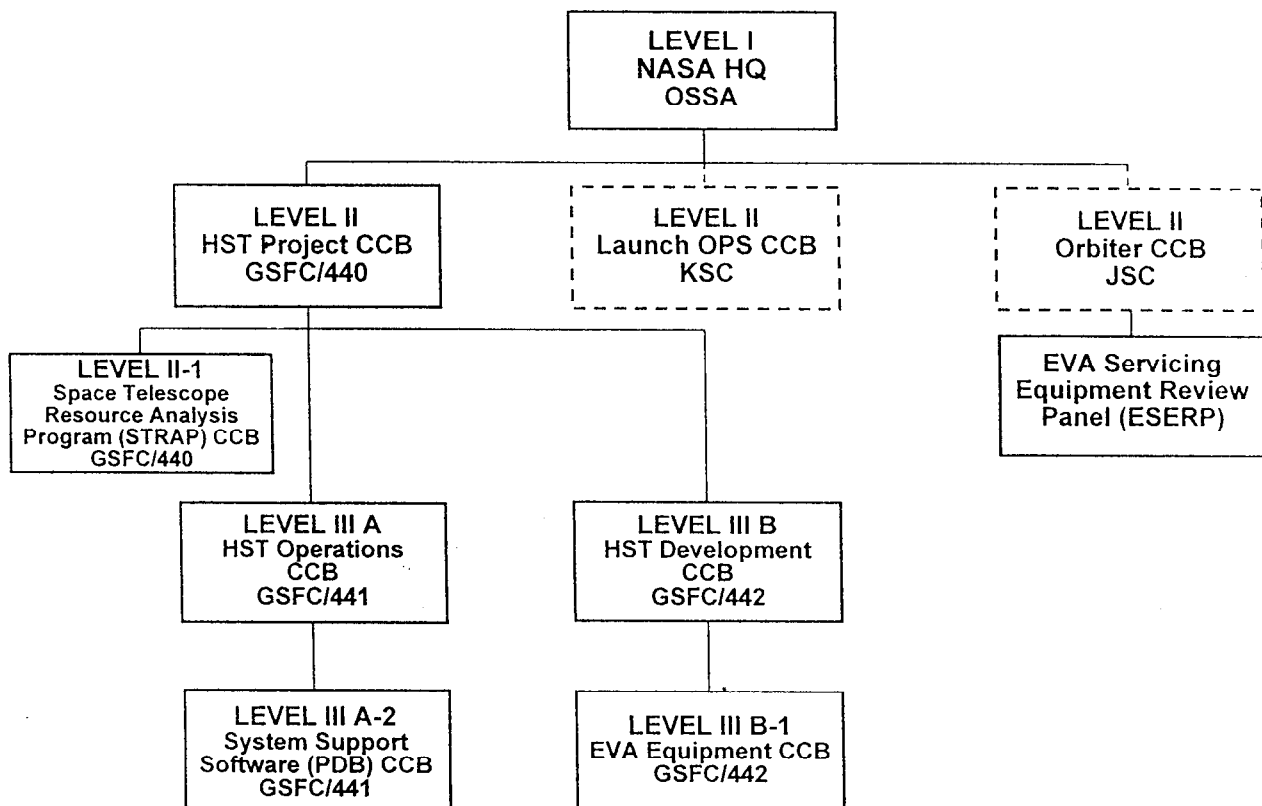 LEVEL I
NASA HQ
OSSA
LEVEL II
HST Project CCB
GSFC/440
LEVEL II
Launch OPS CCB
KSC
LEVEL II
Orbiter CCB
JSC
LEVEL II-1
Space Telescope
Resource Analysis
Program (STRAP) CCB
GSFC/440
EVA Servicing
Equipment Review
Panel (ESERP)
LEVEL III A
HST Operations
CCB
GSFC/441
LEVEL III B
HST Development
CCB
GSFC/442
LEVEL III A-2
System Support
Software (PDB) CCB
GSFC/441
LEVEL III B-1
EVA Equipment CCB
GSFC/442